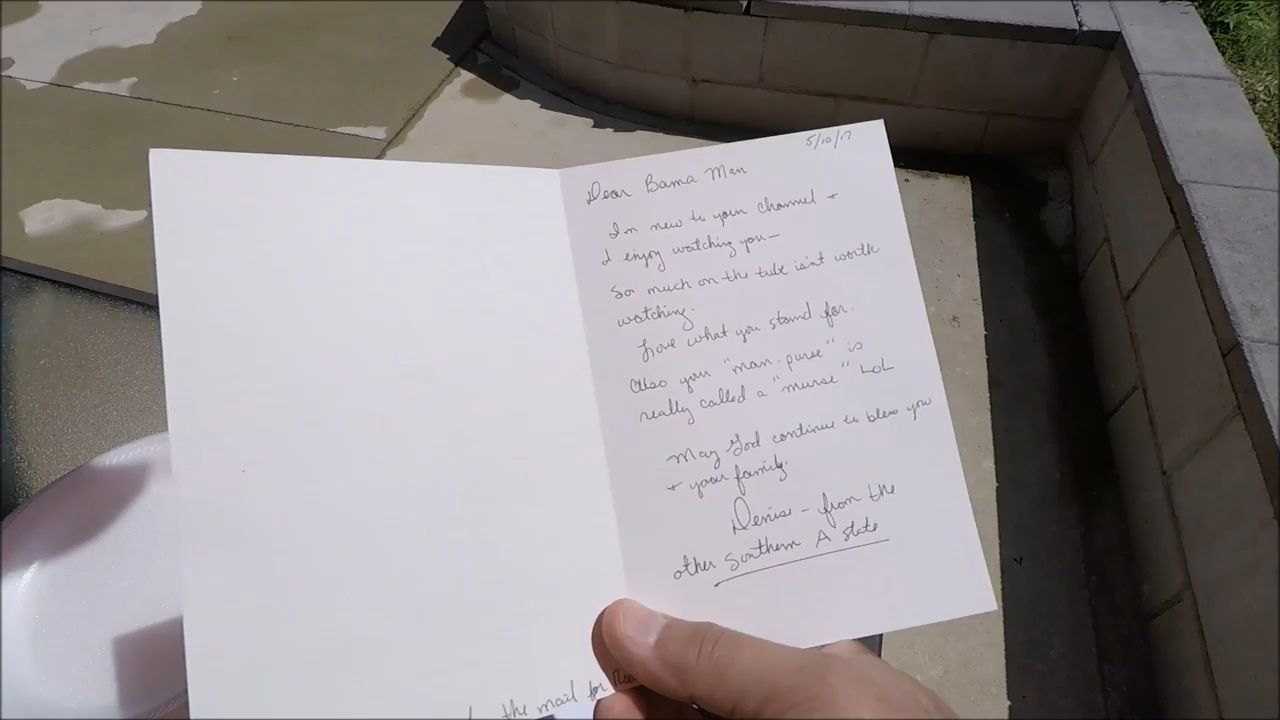 5/10/17
Dear Bama Man
I'm new to your channel +
I enjoy watching you—
So much on the tube isn't worth
watching.
Love what you stand for.
Also your "man-purse" is
really called a "murse" LOL
May God continue to bless you
+ your family.
Denise - from the
other Southern A state
the mail for